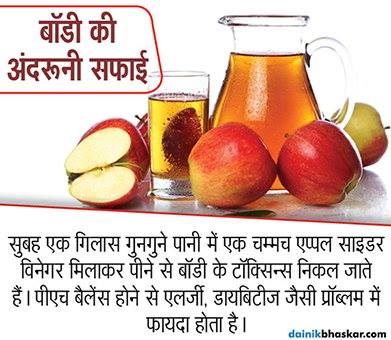 बॉडी की
अंदरूनी सफाई
सुबह एक गिलास गुनगुने पानी में एक चम्मच एप्पल साइडर
विनेगर मिलाकर पीने से बॉडी के टॉक्सिन्स निकल जाते
हैं। पीएच बैलेंस होने से एलर्जी, डायबिटीज जैसी प्रॉब्लम में
फायदा होता है।
dainikbhaskar.com